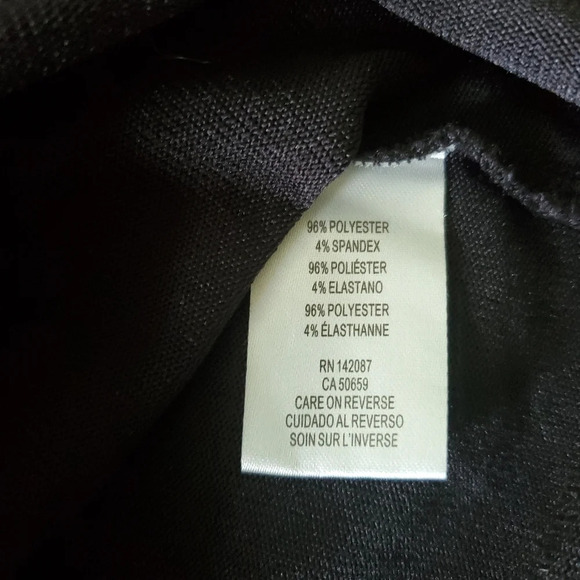 96% POLYESTER
4% SPANDEX
96% POLIÉSTER
4% ELASTANO
96% POLYESTER
4% ÉLASTHANNE
RN 142087
CA 50659
CARE ON REVERSE
CUIDADO AL REVERSO
SOIN SUR L'INVERSE